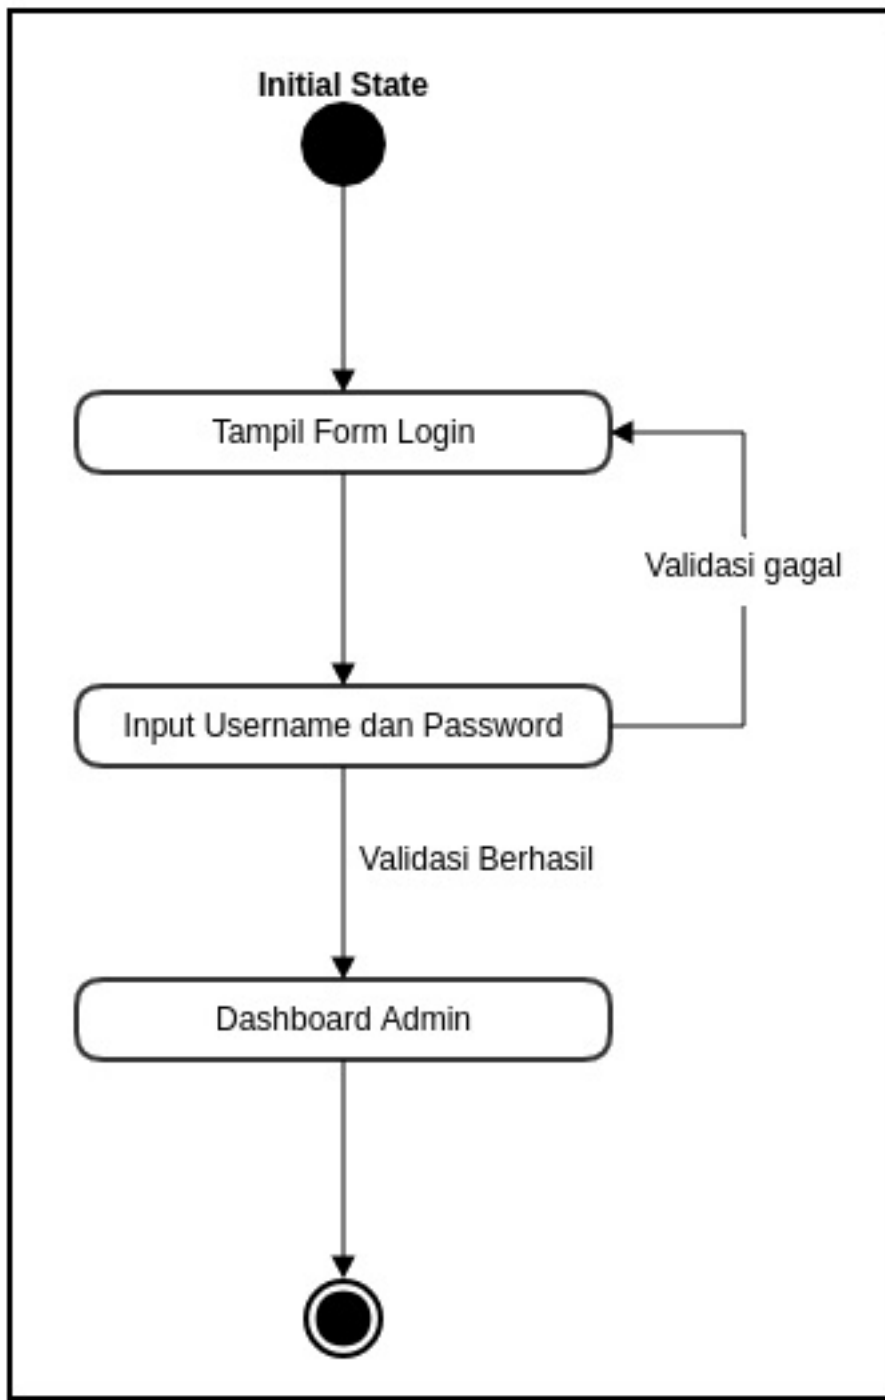 Initial State
Tampil Form Login
Validasi gagal
Input Username dan Password
Validasi Berhasil
Dashboard Admin